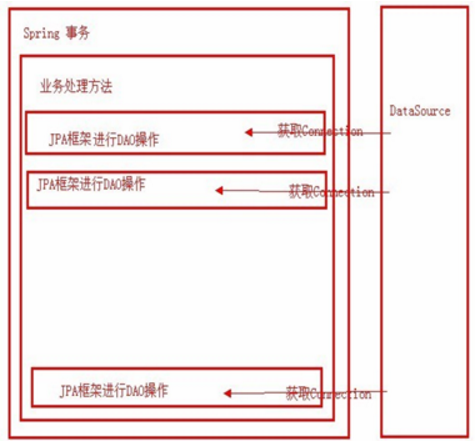 Spring 事务
业务处理方法
DataSource
JPA框架进行DAO操作
获取Connection
JPA框架进行DAO操作
获取Connection
JPA框架进行DAO操作
获取Connection